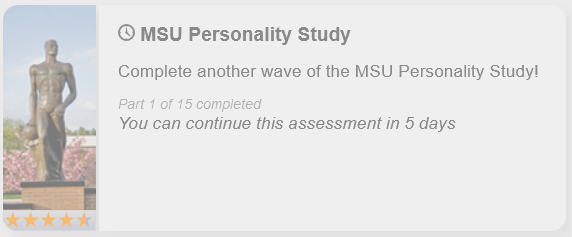 MSU Personality Study
Complete another wave of the MSU Personality Study!
Part 1 of 15 completed
You can continue this assessment in 5 days